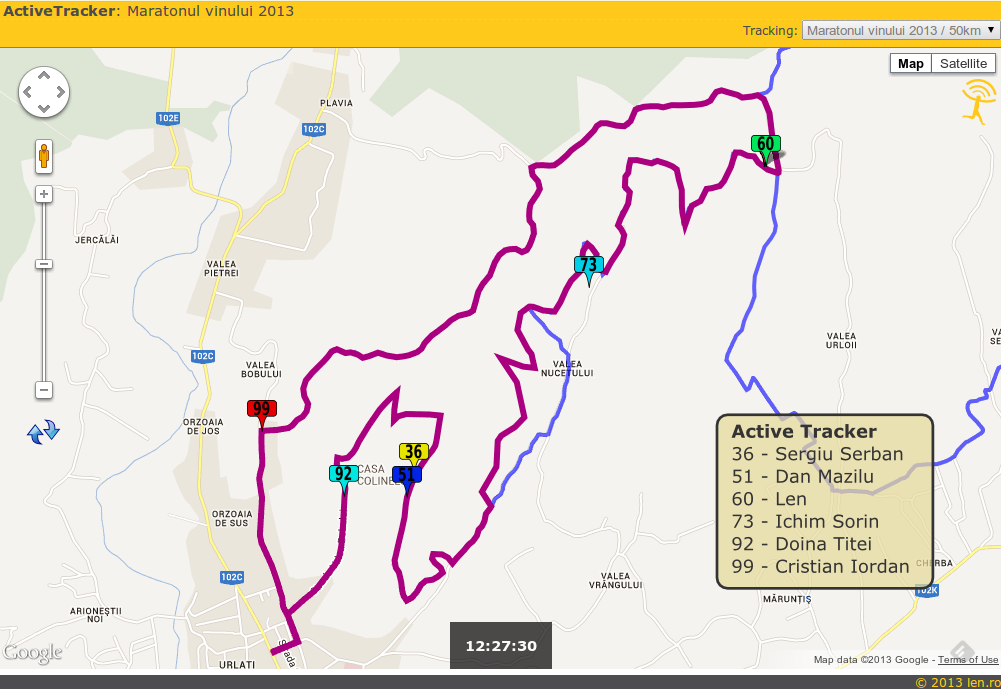 ActiveTracker: Maratonul vinului 2013
Tracking: Maratonul vinului 2013 / 50km
Map Satellite
PLAVIA
102E
102C
60
JERCĂLĂI
VALEA
PIETREI
73
VALEA
URLOII
102C
VALEA
BOBULUI
VALEA
NUCETULUI
99
ORZOAIA
DE JOS
36
92
CASA
51
Active Tracker
36 - Sergiu Serban
51 - Dan Mazilu
60 - Len
73 - Ichim Sorin
92 - Doina Titei
99 - Cristian Iordan
ORZOAIA
DE SUS
102C
VALEA
VRÂNGULUI
CHERBA
102K
MĂRUNȚIȘ
ARIONEȘTII
NOI
12:27:30
Google
URLAȚI
Map data ©2013 Google - Terms of Use
© 2013 len.ro